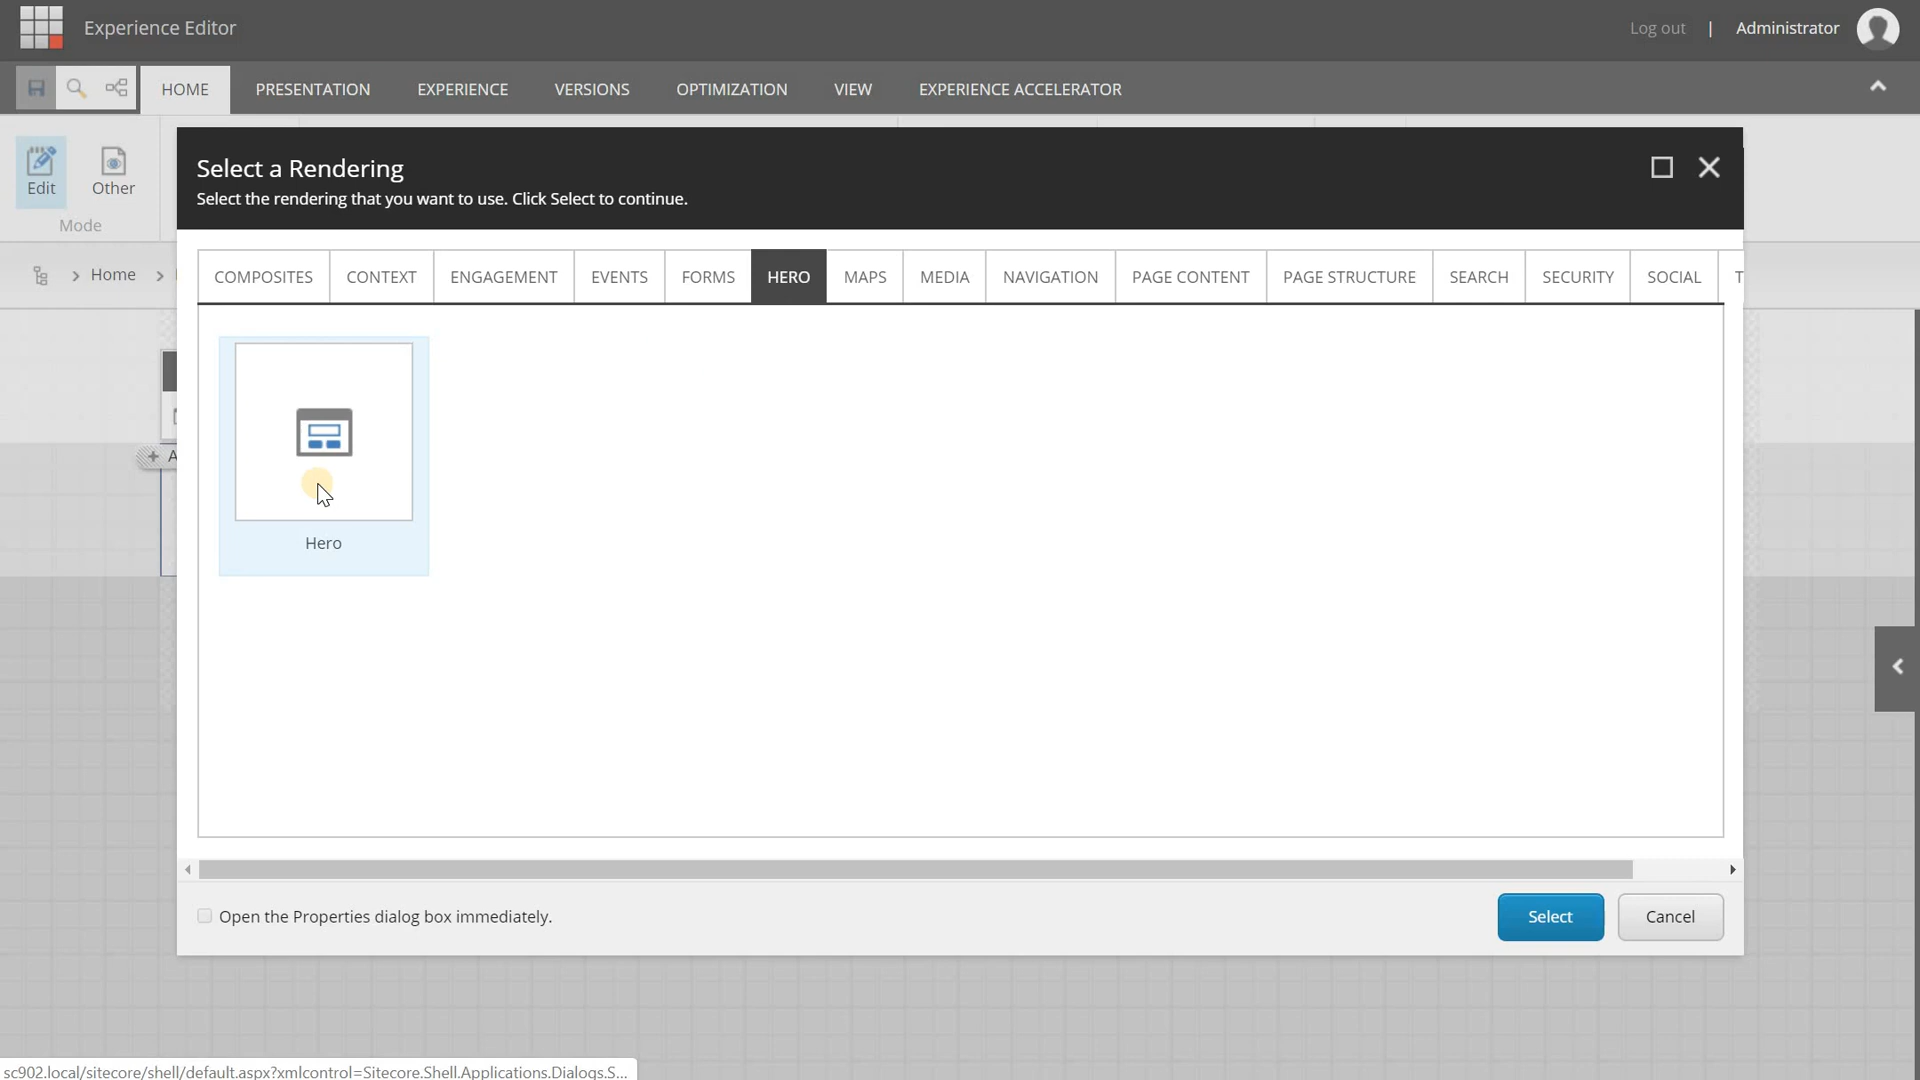 Experience Editor
Log out | Administrator
HOME PRESENTATION EXPERIENCE VERSIONS OPTIMIZATION VIEW EXPERIENCE ACCELERATOR
Edit Other
Mode
Home
Select a Rendering
Select the rendering that you want to use. Click Select to continue.
COMPOSITES CONTEXT ENGAGEMENT EVENTS FORMS HERO MAPS MEDIA NAVIGATION PAGE CONTENT PAGE STRUCTURE SEARCH SECURITY SOCIAL T
+ A
Hero
Open the Properties dialog box immediately.
Select Cancel
sc902.local/sitecore/shell/default.aspx?xmlcontrol=Sitecore.Shell.Applications.Dialogs.S...